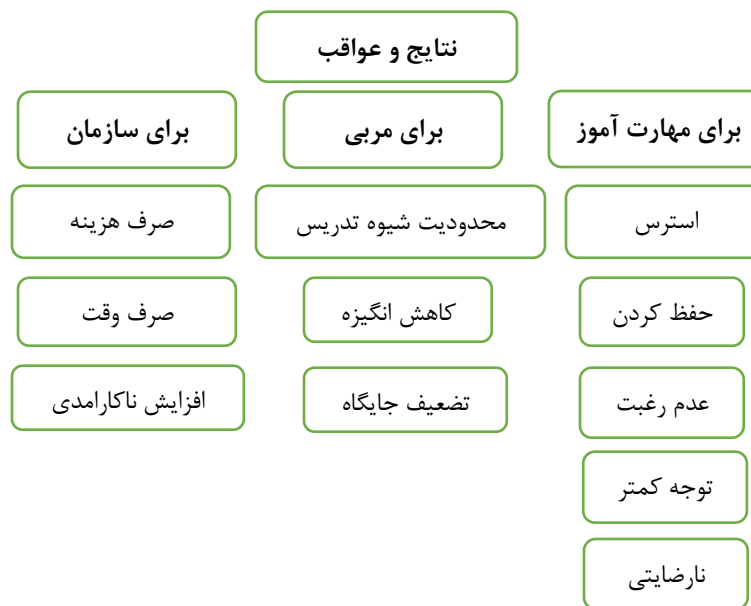 نتایج و عواقب
برای مهارت آموز
برای مربی
برای سازمان
استرس
محدودیت شیوه تدریس
صرف هزینه
حفظ کردن
کاهش انگیزه
صرف وقت
عدم رغبت
تضعیف جایگاه
افزایش ناکارامدی
توجه کمتر
نارضایتی